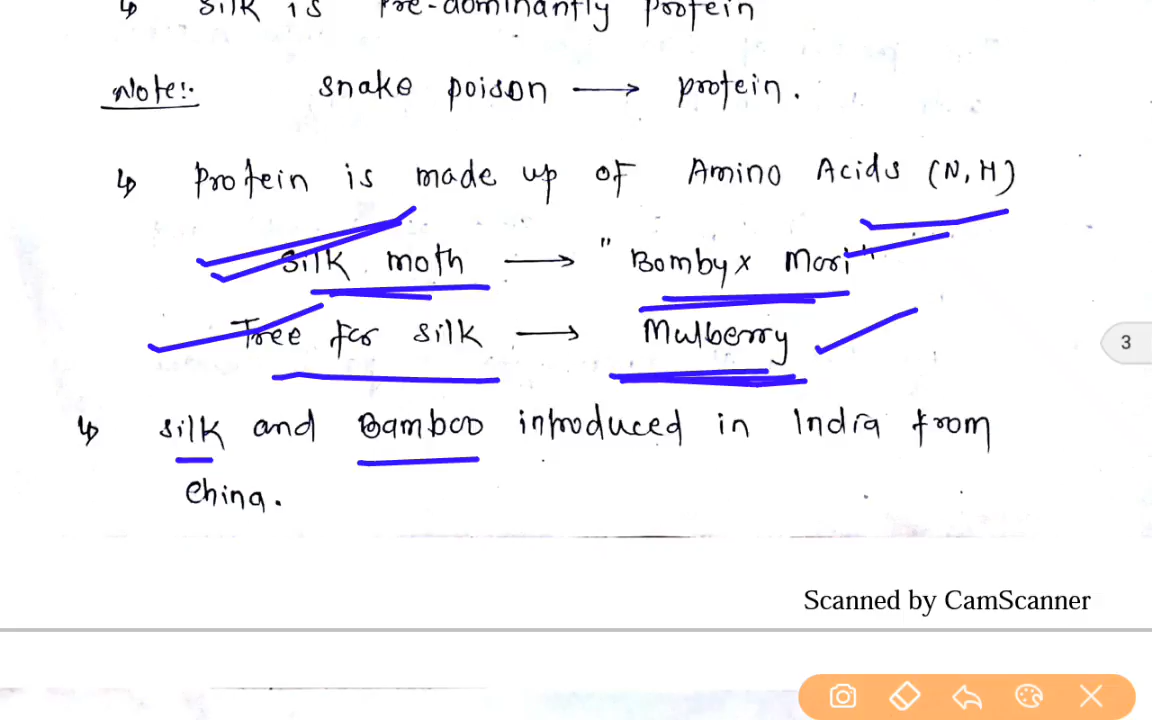 ↳ silk is Pre-dominantly protein
Note:- snake poison → protein.
↳ Protein is made up of Amino Acids (N,H)
Silk moth → "Bombyx Mori"
Tree for silk → Mulberry
3
↳ silk and Bamboo introduced in India from
china.
Scanned by CamScanner